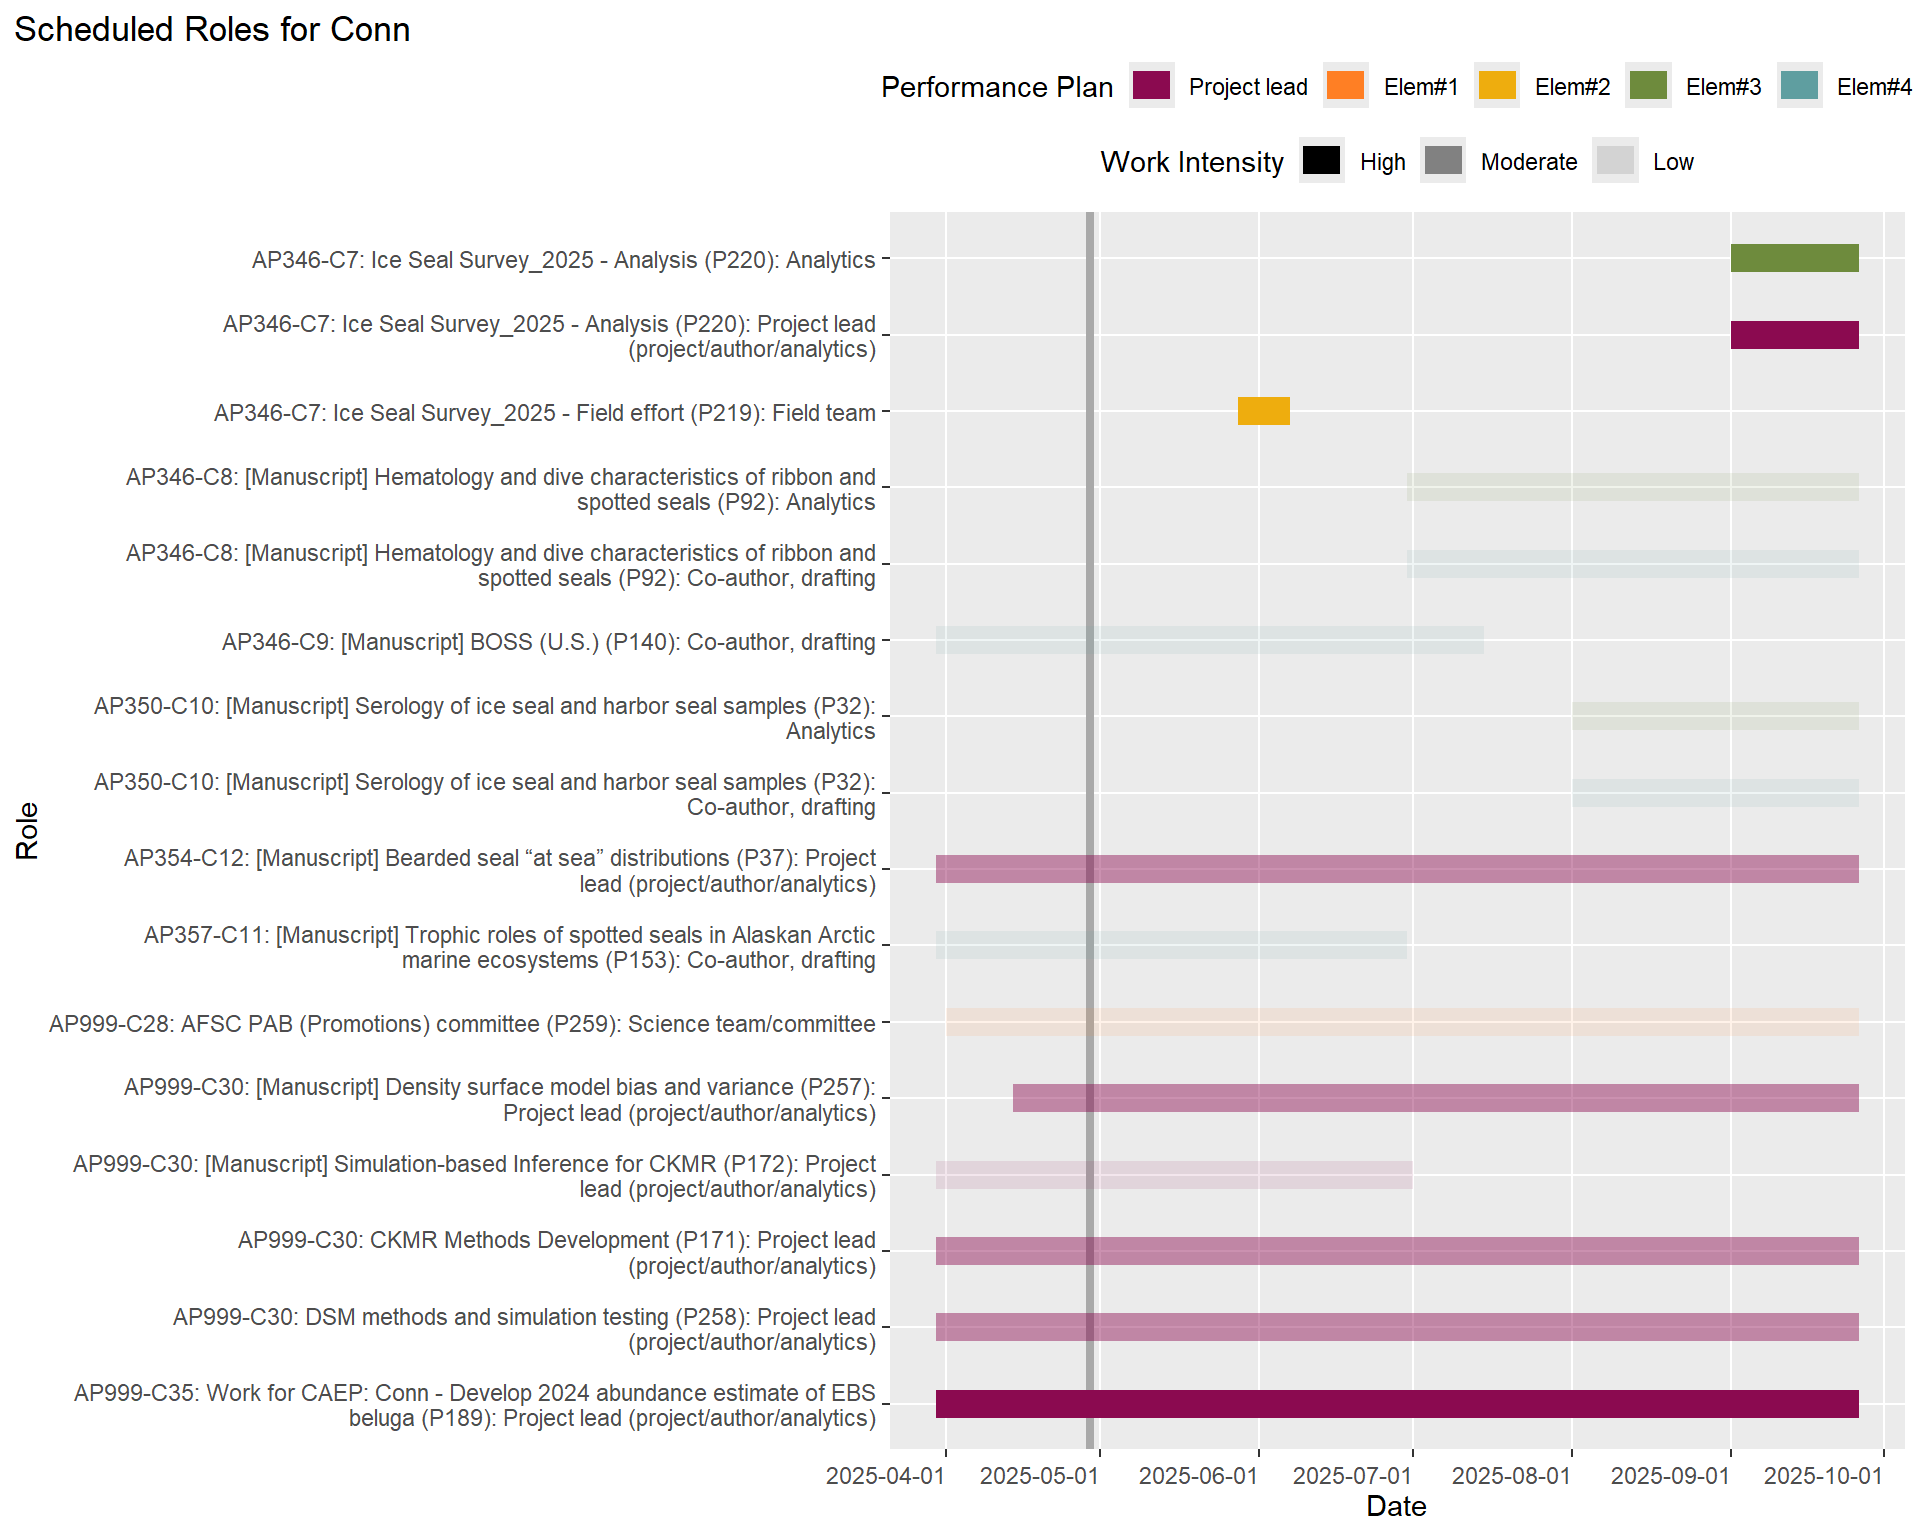 Scheduled Roles for Conn
Performance Plan Project lead Elem#1 Elem#2 Elem#3 Elem#4
Work Intensity High Moderate Low
AP346-C7: Ice Seal Survey_2025 - Analysis (P220): Analytics
AP346-C7: Ice Seal Survey_2025 - Analysis (P220): Project lead
(project/author/analytics)
AP346-C7: Ice Seal Survey_2025 - Field effort (P219): Field team
AP346-C8: [Manuscript] Hematology and dive characteristics of ribbon and
spotted seals (P92): Analytics
AP346-C8: [Manuscript] Hematology and dive characteristics of ribbon and
spotted seals (P92): Co-author, drafting
AP346-C9: [Manuscript] BOSS (U.S.) (P140): Co-author, drafting
AP350-C10: [Manuscript] Serology of ice seal and harbor seal samples (P32):
Analytics
AP350-C10: [Manuscript] Serology of ice seal and harbor seal samples (P32):
Co-author, drafting
AP354-C12: [Manuscript] Bearded seal “at sea” distributions (P37): Project
lead (project/author/analytics)
AP357-C11: [Manuscript] Trophic roles of spotted seals in Alaskan Arctic
marine ecosystems (P153): Co-author, drafting
AP999-C28: AFSC PAB (Promotions) committee (P259): Science team/committee
AP999-C30: [Manuscript] Density surface model bias and variance (P257):
Project lead (project/author/analytics)
AP999-C30: [Manuscript] Simulation-based Inference for CKMR (P172): Project
lead (project/author/analytics)
AP999-C30: CKMR Methods Development (P171): Project lead
(project/author/analytics)
AP999-C30: DSM methods and simulation testing (P258): Project lead
(project/author/analytics)
AP999-C35: Work for CAEP: Conn - Develop 2024 abundance estimate of EBS
beluga (P189): Project lead (project/author/analytics)
Role
2025-04-01 2025-05-01 2025-06-01 2025-07-01 2025-08-01 2025-09-01 2025-10-01
Date